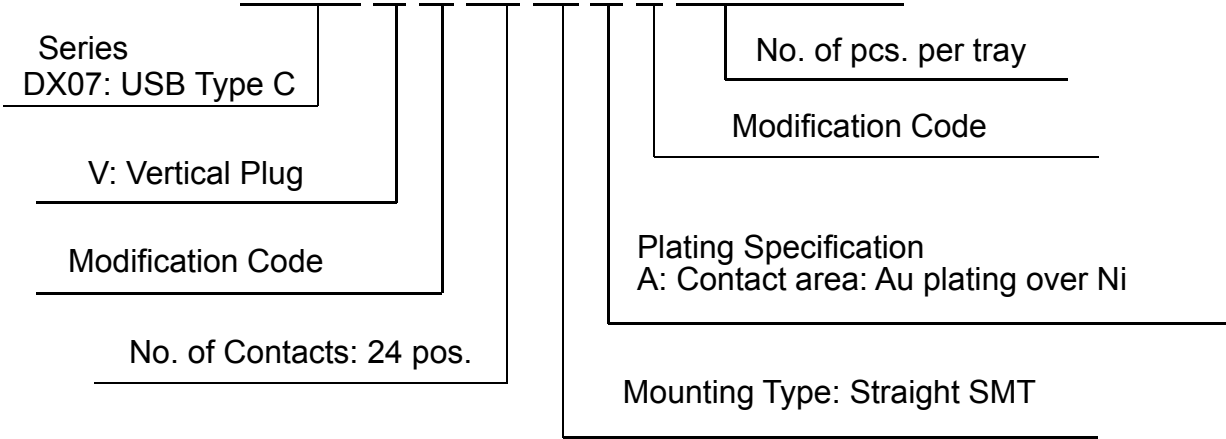 Series
DX07: USB Type C
No. of pcs. per tray
Modification Code
V: Vertical Plug
Modification Code
Plating Specification
A: Contact area: Au plating over Ni
No. of Contacts: 24 pos.
Mounting Type: Straight SMT